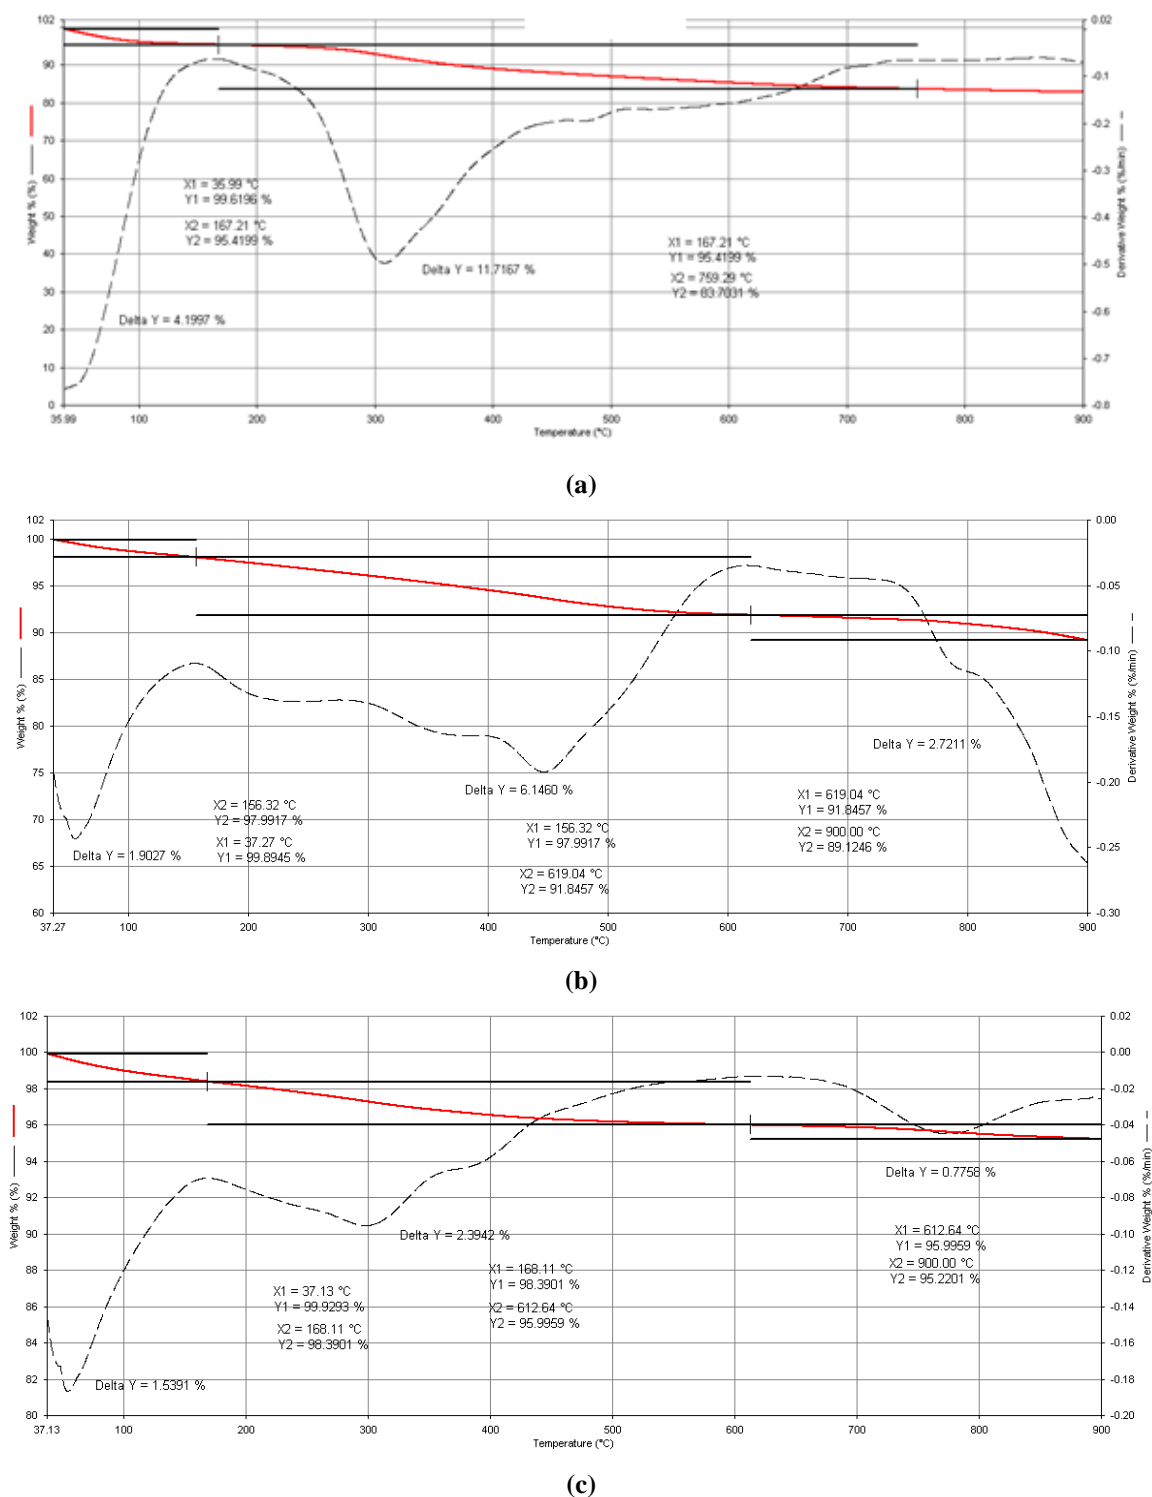 102
90
80
70
60
50
40
30
20
10
0
Weight % (%)
0.02
-0.1
-0.2
-0.3
-0.4
-0.5
-0.6
-0.7
-0.8
Derivative Weight % (%/min)
X1 = 35.99 °C
Y1 = 99.6196 %
X2 = 167.21 °C
Y2 = 95.4199 %
Delta Y = 4.1997 %
Delta Y = 11.7167 %
X1 = 167.21 °C
Y1 = 95.4199 %
X2 = 759.29 °C
Y2 = 83.7031 %
35.99 100 200 300 400 500 600 700 800 900
Temperature (°C)
(a)
102
100
95
90
85
80
75
70
65
60
Weight % (%)
0.00
-0.05
-0.10
-0.15
-0.20
-0.25
-0.30
Derivative Weight % (%/min)
Delta Y = 2.7211 %
Delta Y = 6.1460 %
X2 = 156.32 °C
Y2 = 97.9917 %
X1 = 37.27 °C
Y1 = 99.8945 %
Delta Y = 1.9027 %
X1 = 156.32 °C
Y1 = 97.9917 %
X2 = 619.04 °C
Y2 = 91.8457 %
X1 = 619.04 °C
Y1 = 91.8457 %
X2 = 900.00 °C
Y2 = 89.1246 %
37.27 100 200 300 400 500 600 700 800 900
Temperature (°C)
(b)
102
100
98
96
94
92
90
88
86
84
82
80
Weight % (%)
0.02
0.00
-0.02
-0.04
-0.06
-0.08
-0.10
-0.12
-0.14
-0.16
-0.18
-0.20
Derivative Weight % (%/min)
Delta Y = 0.7758 %
Delta Y = 2.3942 %
X1 = 37.13 °C
Y1 = 99.9293 %
X2 = 168.11 °C
Y2 = 98.3901 %
Delta Y = 1.5391 %
X1 = 168.11 °C
Y1 = 98.3901 %
X2 = 612.64 °C
Y2 = 95.9959 %
X1 = 612.64 °C
Y1 = 95.9959 %
X2 = 900.00 °C
Y2 = 95.2201 %
37.13 100 200 300 400 500 600 700 800 900
Temperature (°C)
(c)